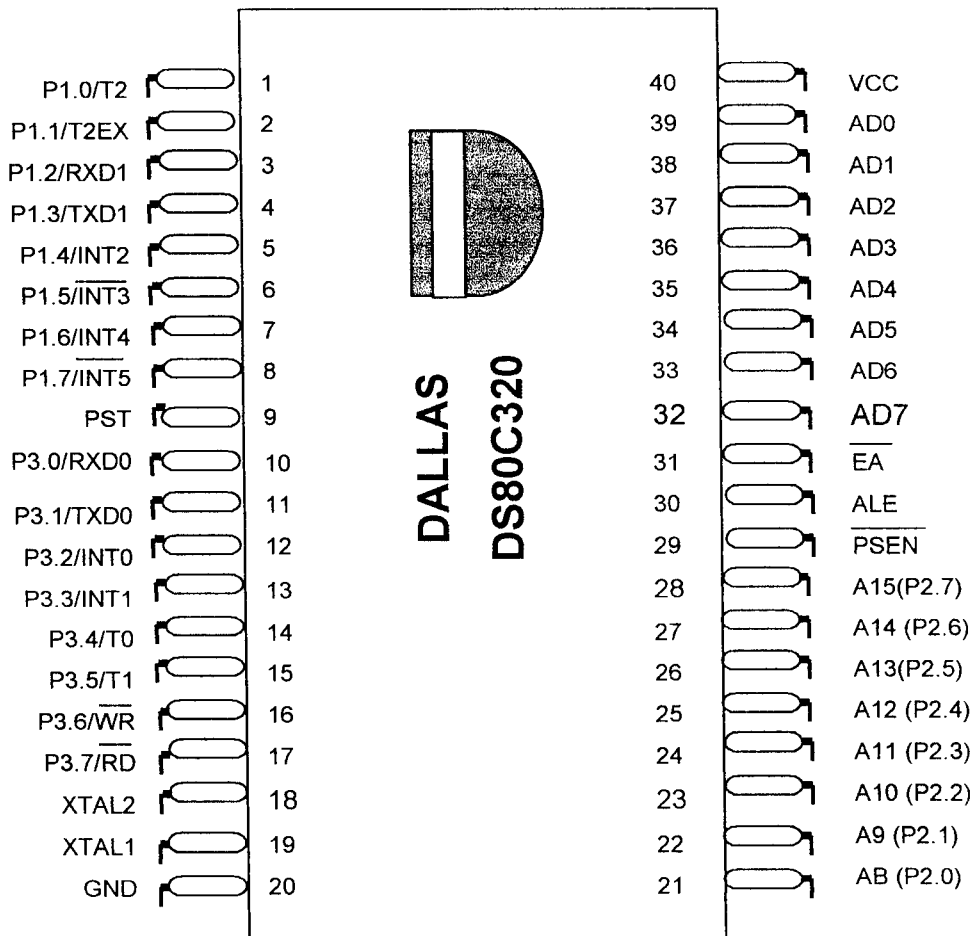 P1.0/T2 1 40 VCC
P1.1/T2EX 2 39 AD0
P1.2/RXD1 3 38 AD1
P1.3/TXD1 4 37 AD2
P1.4/INT2 5 36 AD3
P1.5/I̅N̅T̅3̅ 6 35 AD4
P1.6/INT4 7 34 AD5
P1.7/I̅N̅T̅5̅ 8 33 AD6
PST 9 32 AD7
P3.0/RXD0 10 31 E̅A̅
P3.1/TXD0 11 30 ALE
P3.2/INT0 12 29 P̅S̅E̅N̅
P3.3/INT1 13 28 A15(P2.7)
P3.4/T0 14 27 A14 (P2.6)
P3.5/T1 15 26 A13(P2.5)
P3.6/W̅R̅ 16 25 A12 (P2.4)
P3.7/R̅D̅ 17 24 A11 (P2.3)
XTAL2 18 23 A10 (P2.2)
XTAL1 19 22 A9 (P2.1)
GND 20 21 AB (P2.0)
DALLAS
DS80C320